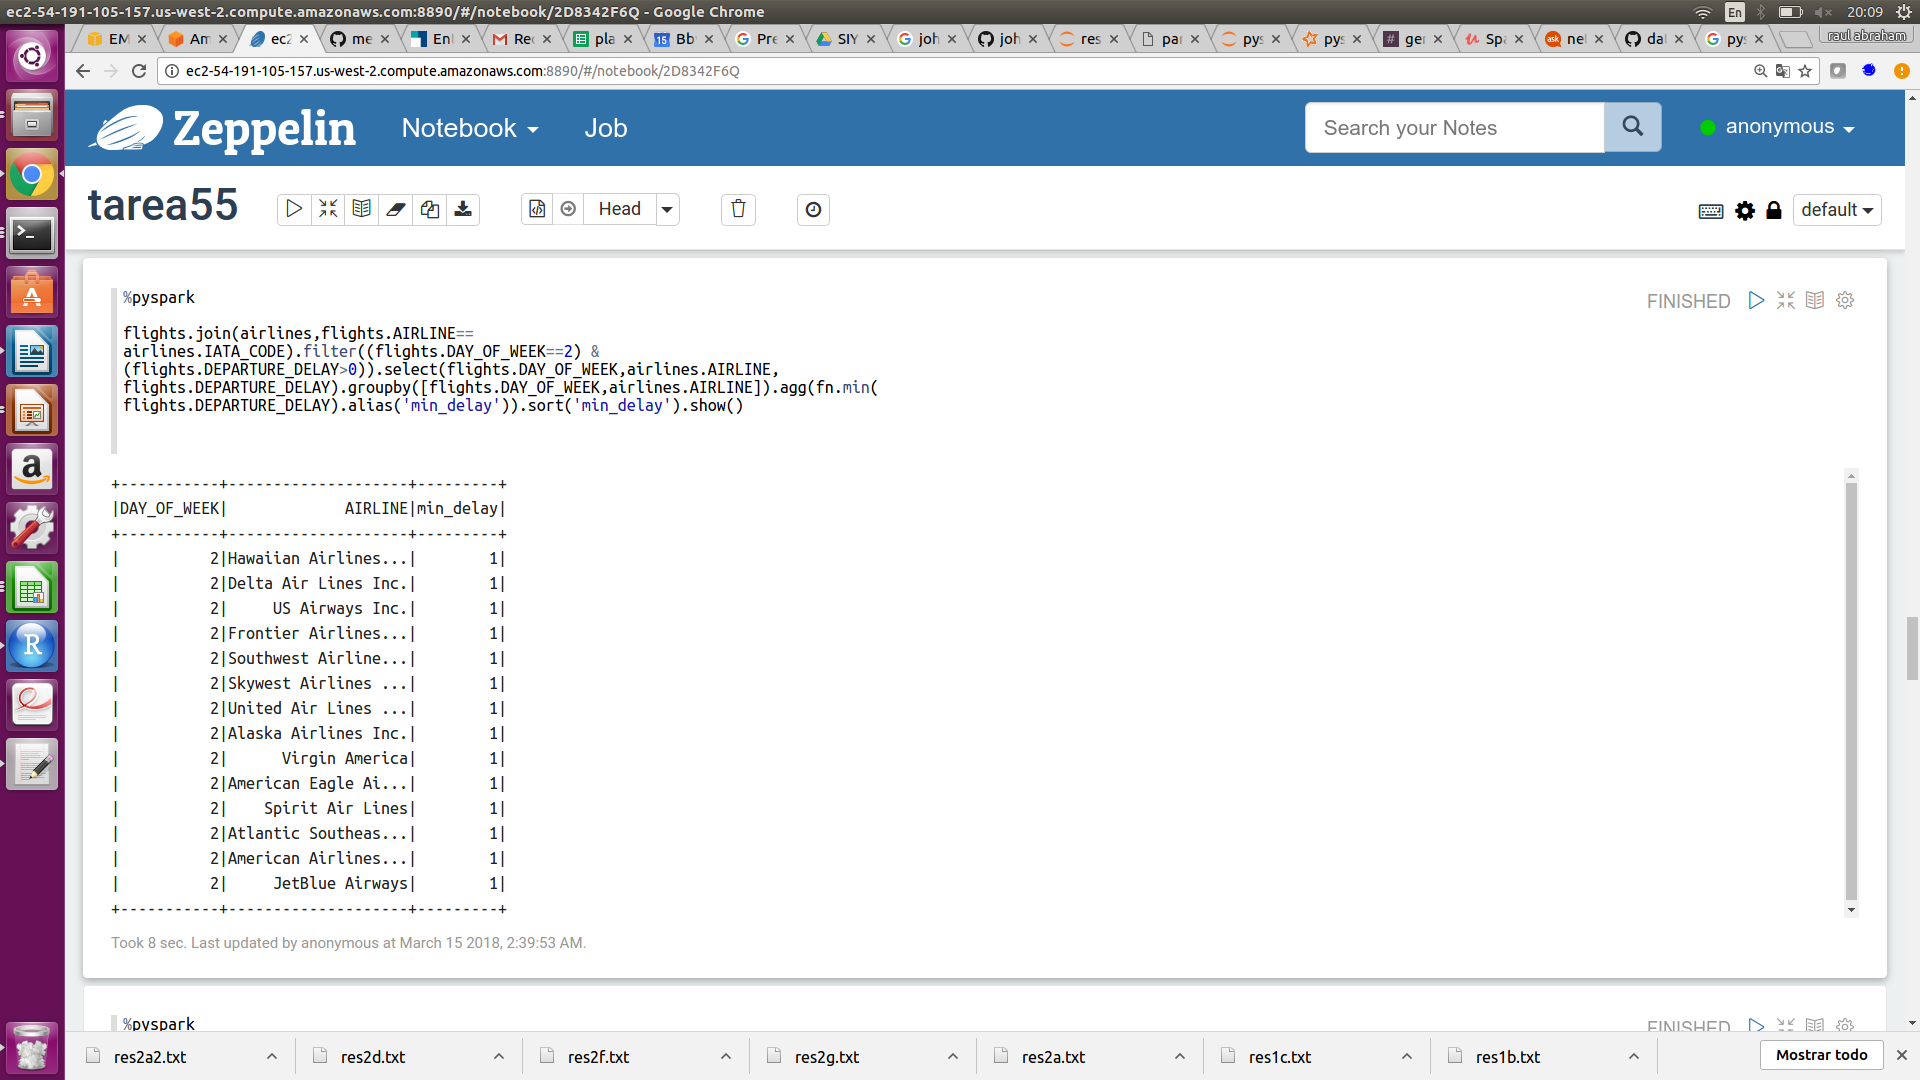 ec2-54-191-105-157.us-west-2.compute.amazonaws.com:8890/#/notebook/2D8342F6Q - Google Chrome
En
20:09
EM
Am
ec2
me
Enl
Rec
pla
15
Bby
Pre
SIY
joh
joh
res
par
pys
pys
ger
Spa
ask
nel
dal
pys
raul abraham
ec2-54-191-105-157.us-west-2.compute.amazonaws.com:8890/#/notebook/2D8342F6Q
Zeppelin
Notebook
Job
Search your Notes
anonymous
tarea55
Head
default
%pyspark
FINISHED
flights.join(airlines,flights.AIRLINE==
airlines.IATA_CODE).filter((flights.DAY_OF_WEEK==2) &
(flights.DEPARTURE_DELAY>0)).select(flights.DAY_OF_WEEK,airlines.AIRLINE,
flights.DEPARTURE_DELAY).groupby([flights.DAY_OF_WEEK,airlines.AIRLINE]).agg(fn.min(
flights.DEPARTURE_DELAY).alias('min_delay')).sort('min_delay').show()
+-----------+--------------------+---------+
|DAY_OF_WEEK|             AIRLINE|min_delay|
+-----------+--------------------+---------+
|          2|Hawaiian Airlines...|        1|
|          2|Delta Air Lines Inc.|        1|
|          2|     US Airways Inc.|        1|
|          2|Frontier Airlines...|        1|
|          2|Southwest Airline...|        1|
|          2|Skywest Airlines ...|        1|
|          2|United Air Lines ...|        1|
|          2|Alaska Airlines Inc.|        1|
|          2|      Virgin America|        1|
|          2|American Eagle Ai...|        1|
|          2|    Spirit Air Lines|        1|
|          2|Atlantic Southeas...|        1|
|          2|American Airlines...|        1|
|          2|     JetBlue Airways|        1|
+-----------+--------------------+---------+
Took 8 sec. Last updated by anonymous at March 15 2018, 2:39:53 AM.
%pyspark
FINISHED
res2a2.txt
res2d.txt
res2f.txt
res2g.txt
res2a.txt
res1c.txt
res1b.txt
Mostrar todo